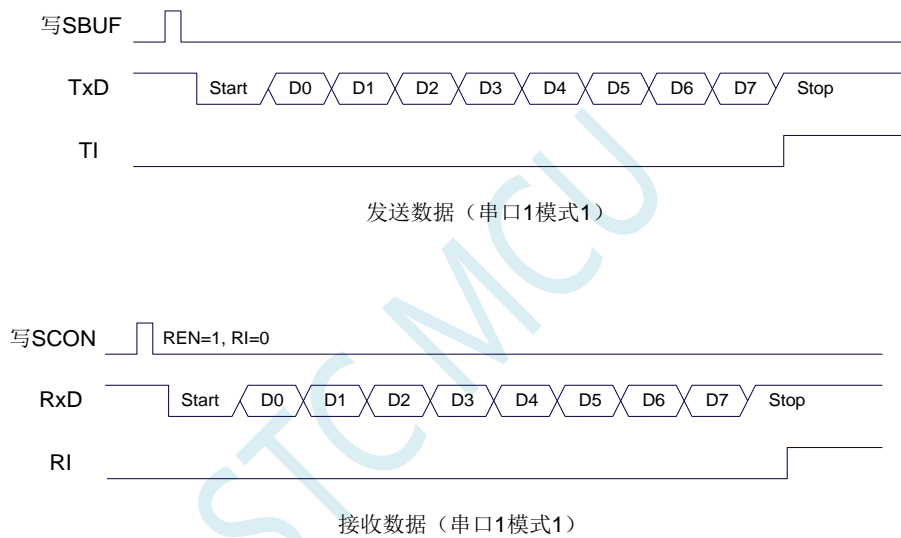 写SBUF
TxD Start D0 D1 D2 D3 D4 D5 D6 D7 Stop
TI
发送数据（串口1模式1）
写SCON REN=1, RI=0
RxD Start D0 D1 D2 D3 D4 D5 D6 D7 Stop
RI
接收数据（串口1模式1）
STC MCU